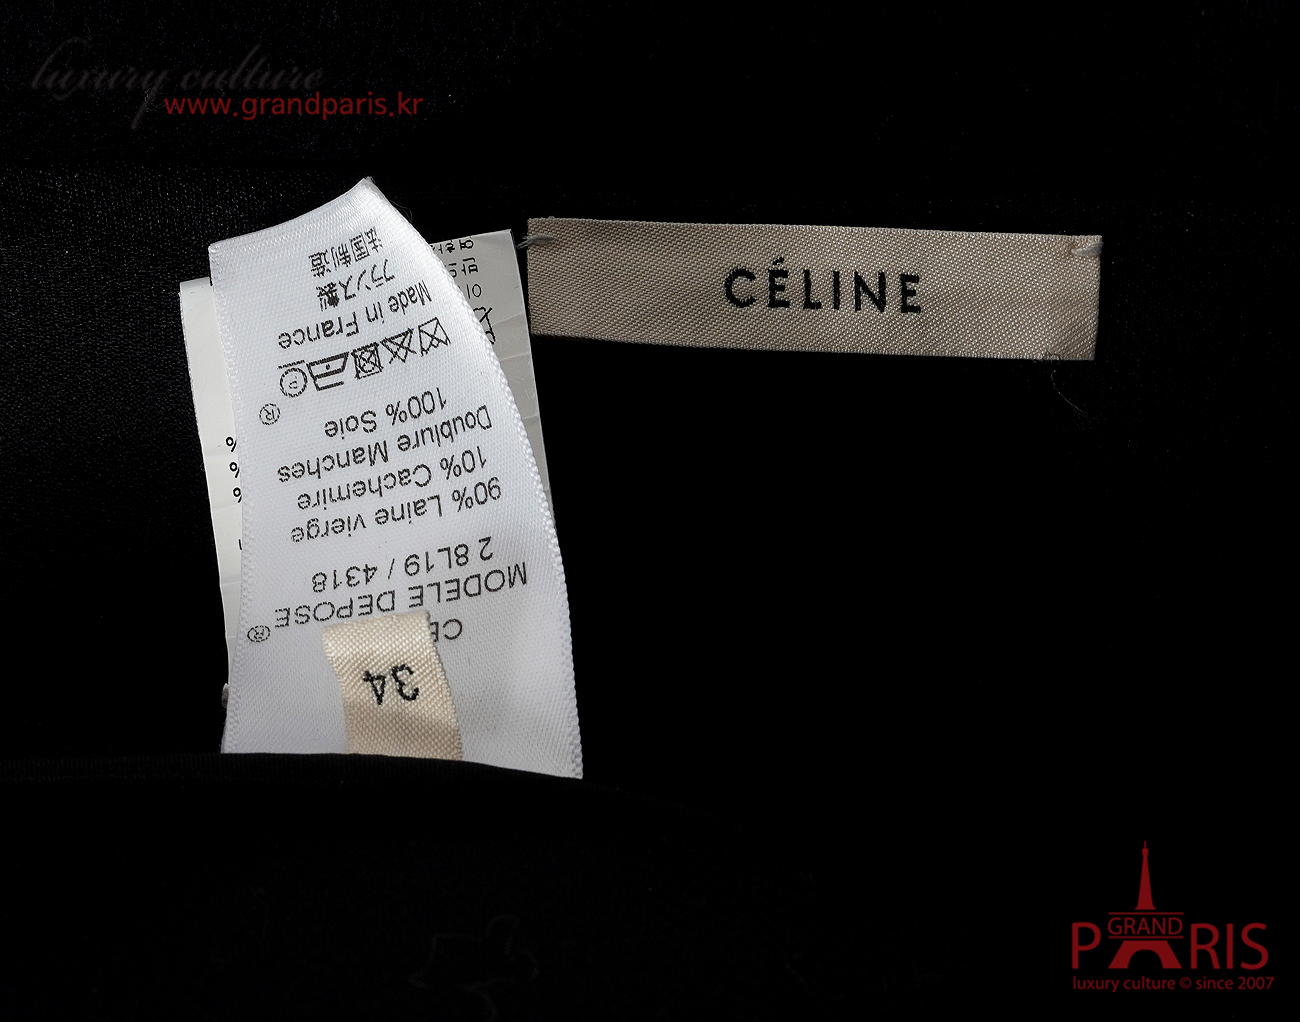 luxury culture
www.grandparis.kr
CÉLINE
CE
MODELE DEPOSE ®
2 8L19 / 4318
90% Laine vierge
10% Cachemire
Doublure Manches
100% Soie
®
P
Made in France
フランス製
法国制造
34
%
%
%
GRAND
PARIS
luxury culture © since 2007